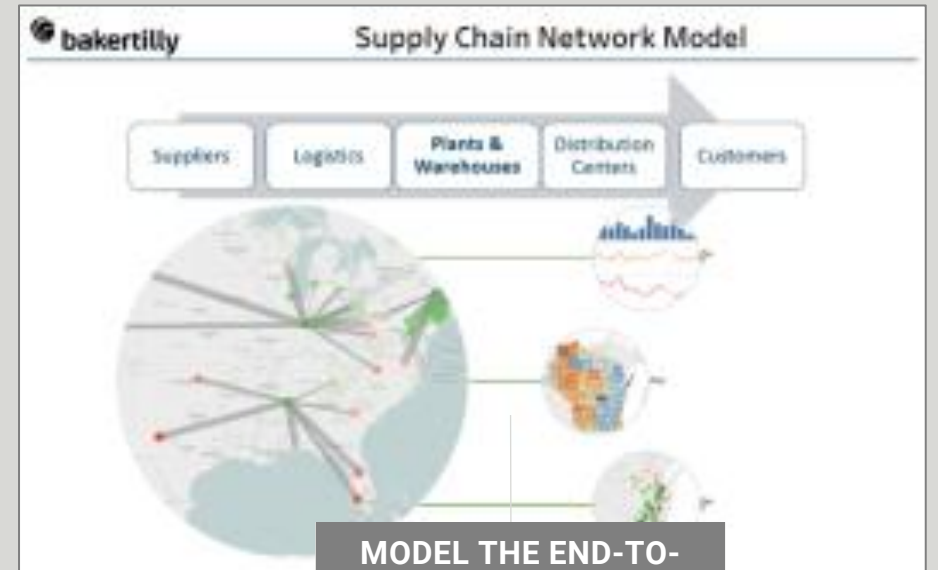 bakertilly
Supply Chain Network Model
Suppliers
Logistics
Plants &
Warehouses
Distribution
Centers
Customers
MODEL THE END-TO-